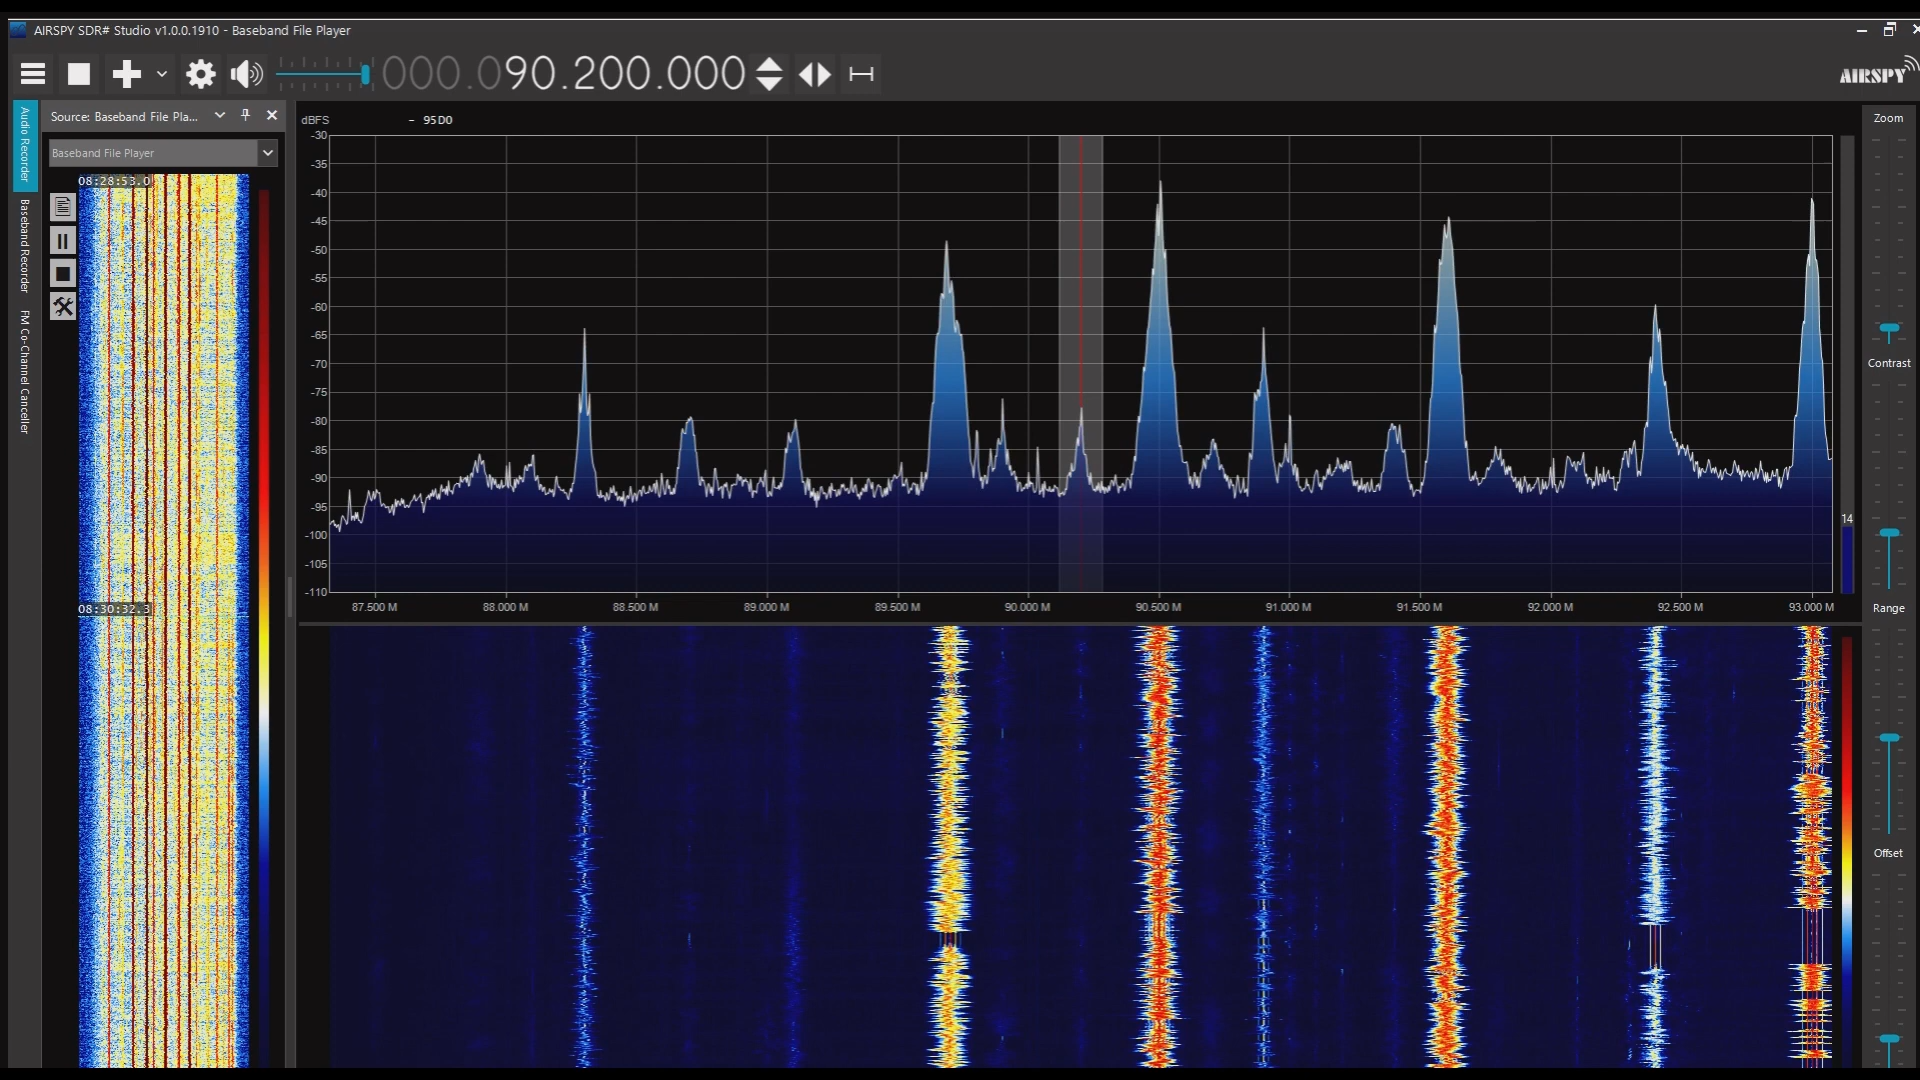 AIRSPY SDR# Studio v1.0.0.1910 - Baseband File Player
000.090.200.000
AIRSPY
Audio Recorder
Baseband Recorder
FM Co-Channel Canceller
Source: Baseband File Pla...
Baseband File Player
08:28:53.0
08:30:32.3
dBFS
- 95D0
-30
-35
-40
-45
-50
-55
-60
-65
-70
-75
-80
-85
-90
-95
-100
-105
-110
87.500 M 88.000 M 88.500 M 89.000 M 89.500 M 90.000 M 90.500 M 91.000 M 91.500 M 92.000 M 92.500 M 93.000 M
14
Zoom
Contrast
Range
Offset